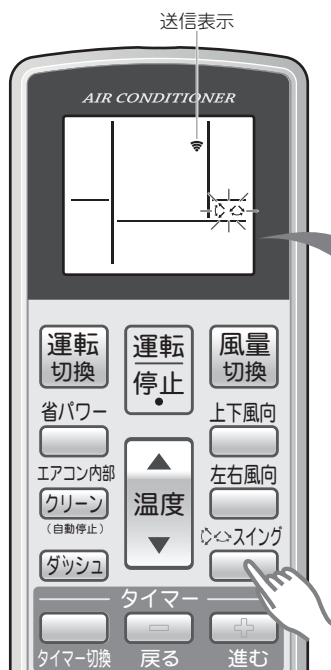 送信表示
AIR CONDITIONER
運転
切換
運転
停止
風量
切換
省パワー
上下風向
エアコン内部
クリーン
(自動停止)
温度
左右風向
スイング
ダッシュ
タイマー
タイマー切換
戻る
進む